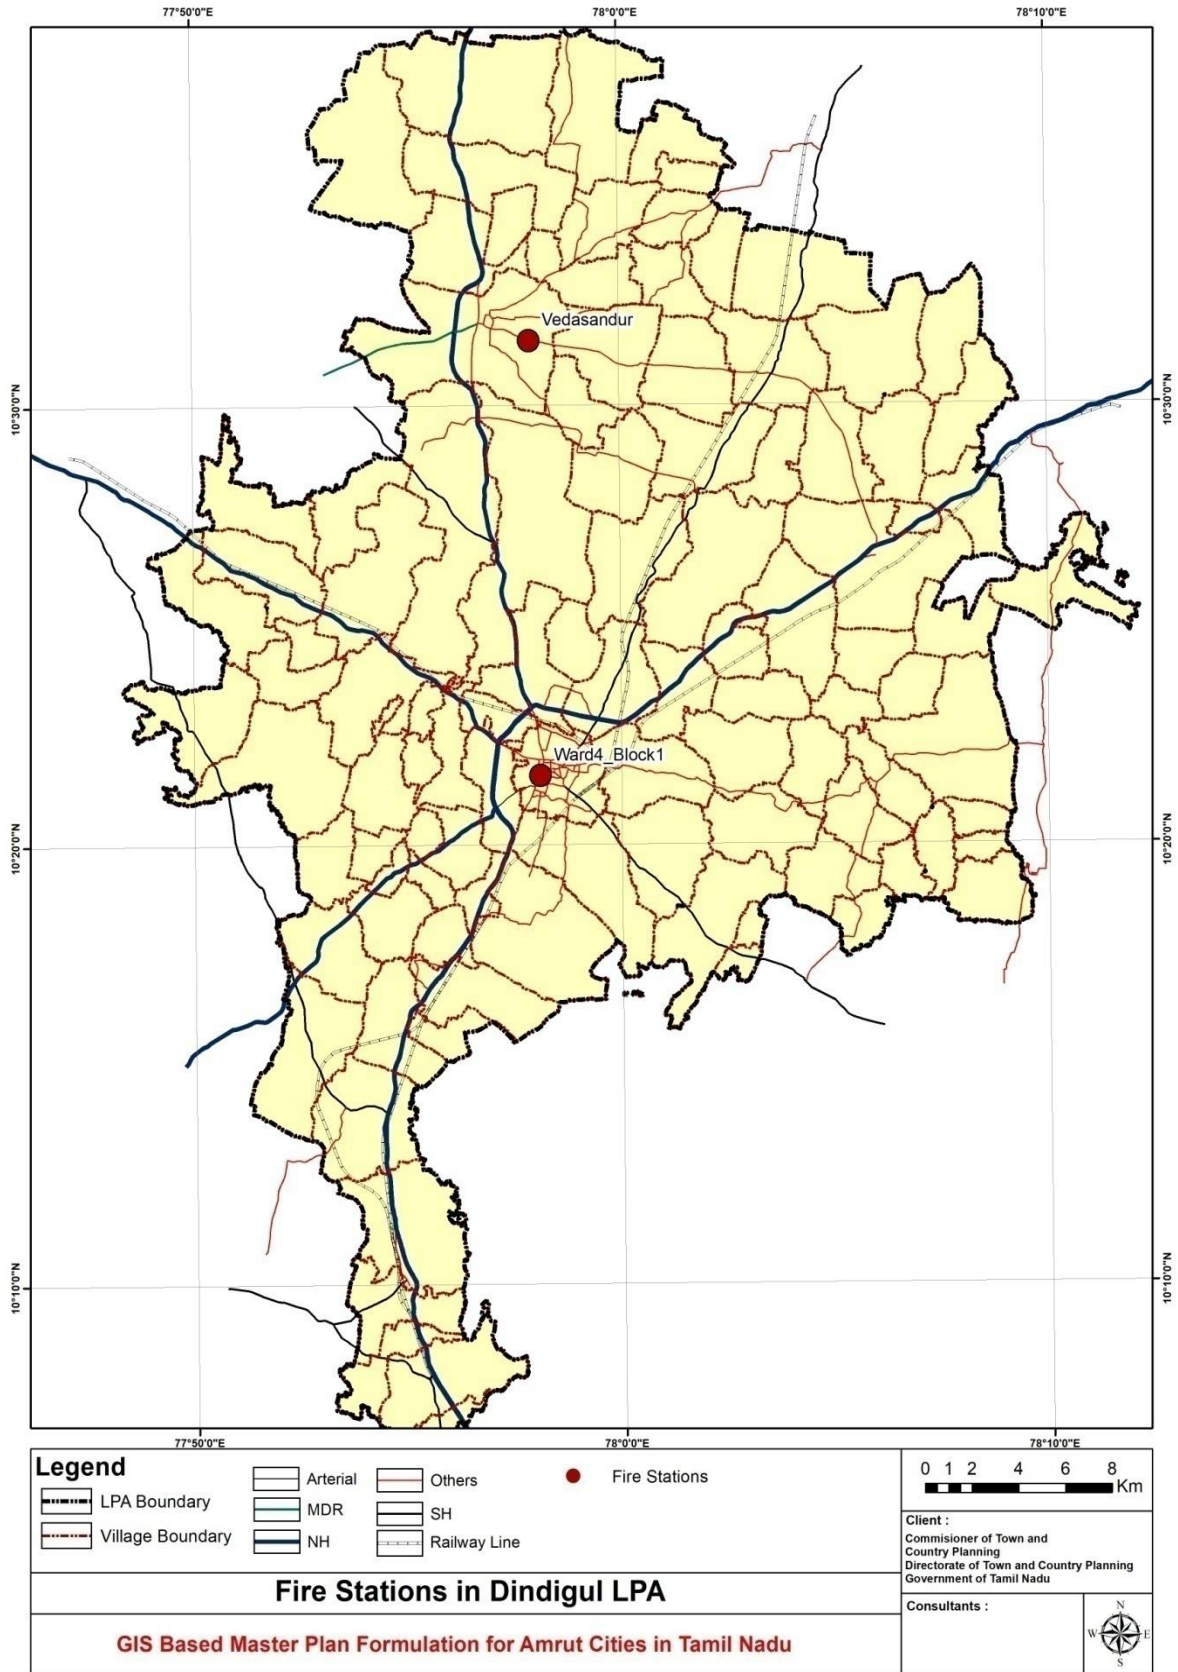 77°50'0"E
78°0'0"E
78°10'0"E
Vedasandur
10°30'0"N
10°30'0"N
Ward4_Block1
10°20'0"N
10°20'0"N
10°10'0"N
10°10'0"N
77°50'0"E
78°0'0"E
78°10'0"E
Legend
LPA Boundary
Village Boundary
Arterial
MDR
NH
Others
SH
Railway Line
Fire Stations
0 1 2 4 6 8
Km
Client :
Commisioner of Town and
Country Planning
Directorate of Town and Country Planning
Government of Tamil Nadu
Fire Stations in Dindigul LPA
Consultants :
N
W E
S
GIS Based Master Plan Formulation for Amrut Cities in Tamil Nadu